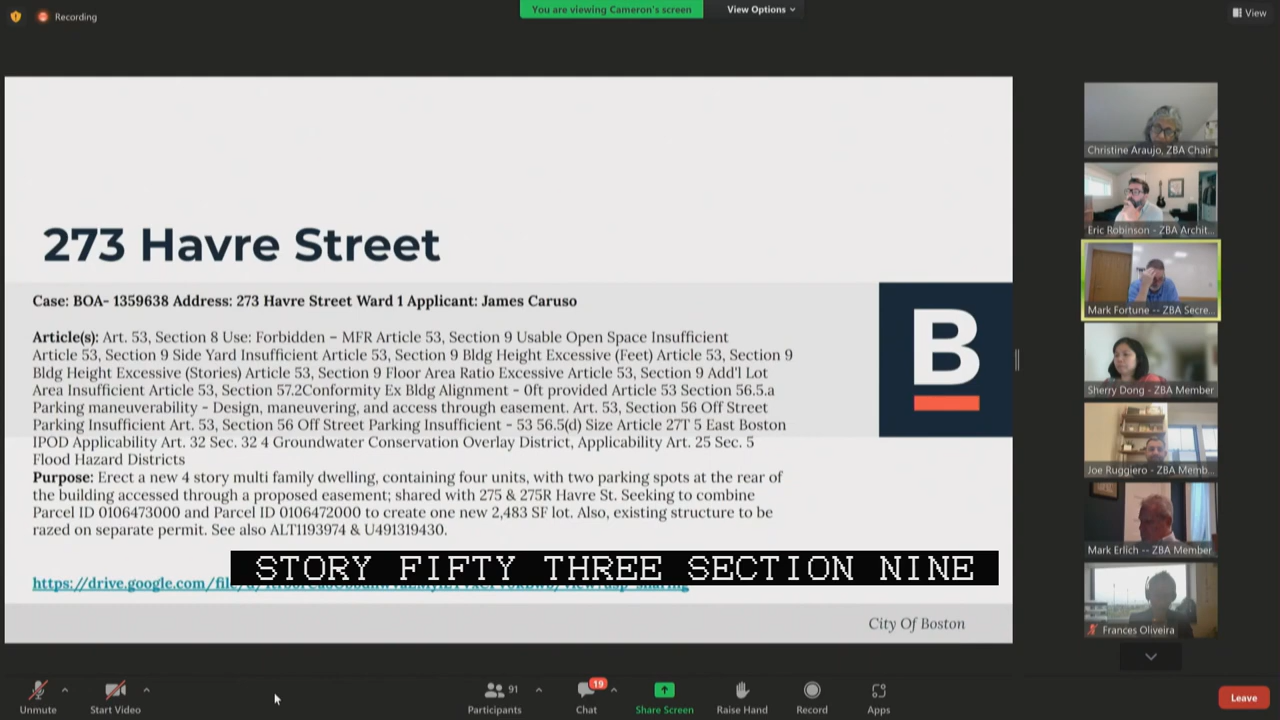 Recording
You are viewing Cameron's screen
View Options
View
273 Havre Street
Case: BOA- 1359638 Address: 273 Havre Street Ward 1 Applicant: James Caruso
Article(s): Art. 53, Section 8 Use: Forbidden – MFR Article 53, Section 9 Usable Open Space Insufficient
Article 53, Section 9 Side Yard Insufficient Article 53, Section 9 Bldg Height Excessive (Feet) Article 53, Section 9
Bldg Height Excessive (Stories) Article 53, Section 9 Floor Area Ratio Excessive Article 53, Section 9 Add'l Lot
Area Insufficient Article 53, Section 57.2Conformity Ex Bldg Alignment - 0ft provided Article 53 Section 56.5.a
Parking maneuverability - Design, maneuvering, and access through easement. Art. 53, Section 56 Off Street
Parking Insufficient Art. 53, Section 56 Off Street Parking Insufficient - 53 56.5(d) Size Article 27T 5 East Boston
IPOD Applicability Art. 32 Sec. 32 4 Groundwater Conservation Overlay District, Applicability Art. 25 Sec. 5
Flood Hazard Districts
Purpose: Erect a new 4 story multi family dwelling, containing four units, with two parking spots at the rear of
the building accessed through a proposed easement; shared with 275 & 275R Havre St. Seeking to combine
Parcel ID 0106473000 and Parcel ID 0106472000 to create one new 2,483 SF lot. Also, existing structure to be
razed on separate permit. See also ALT1193974 & U491319430.
https://drive.google.com/file/
STORY FIFTY THREE SECTION NINE
B
City Of Boston
Christine Araujo, ZBA Chair
Eric Robinson - ZBA Archit...
Mark Fortune -- ZBA Secre...
Sherry Dong - ZBA Member
Joe Ruggiero - ZBA Memb...
Mark Erlich -- ZBA Member
Frances Oliveira
Unmute
Start Video
Participants
91
Chat
19
Share Screen
Raise Hand
Record
Apps
Leave